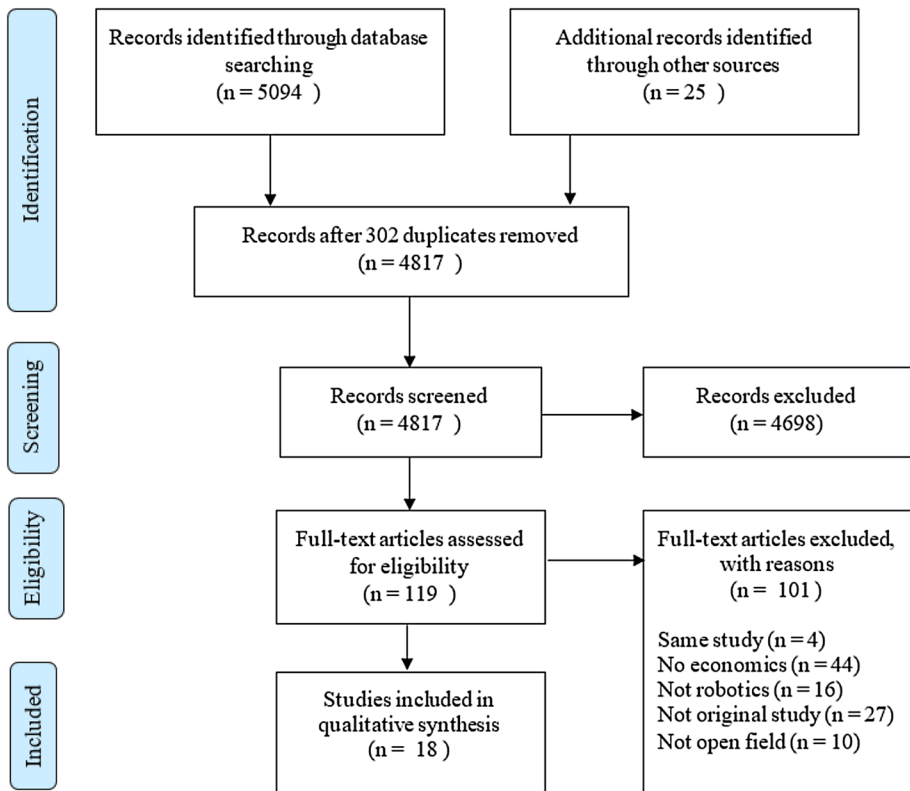 Identification
Records identified through database
searching
(n = 5094 )
Additional records identified
through other sources
(n = 25 )
Records after 302 duplicates removed
(n = 4817 )
Screening
Records screened
(n = 4817 )
Records excluded
(n = 4698)
Eligibility
Full-text articles assessed
for eligibility
(n = 119 )
Full-text articles excluded,
with reasons
(n = 101 )
Same study (n = 4)
No economics (n = 44)
Not robotics (n = 16)
Not original study (n = 27)
Not open field (n = 10)
Included
Studies included in
qualitative synthesis
(n = 18 )